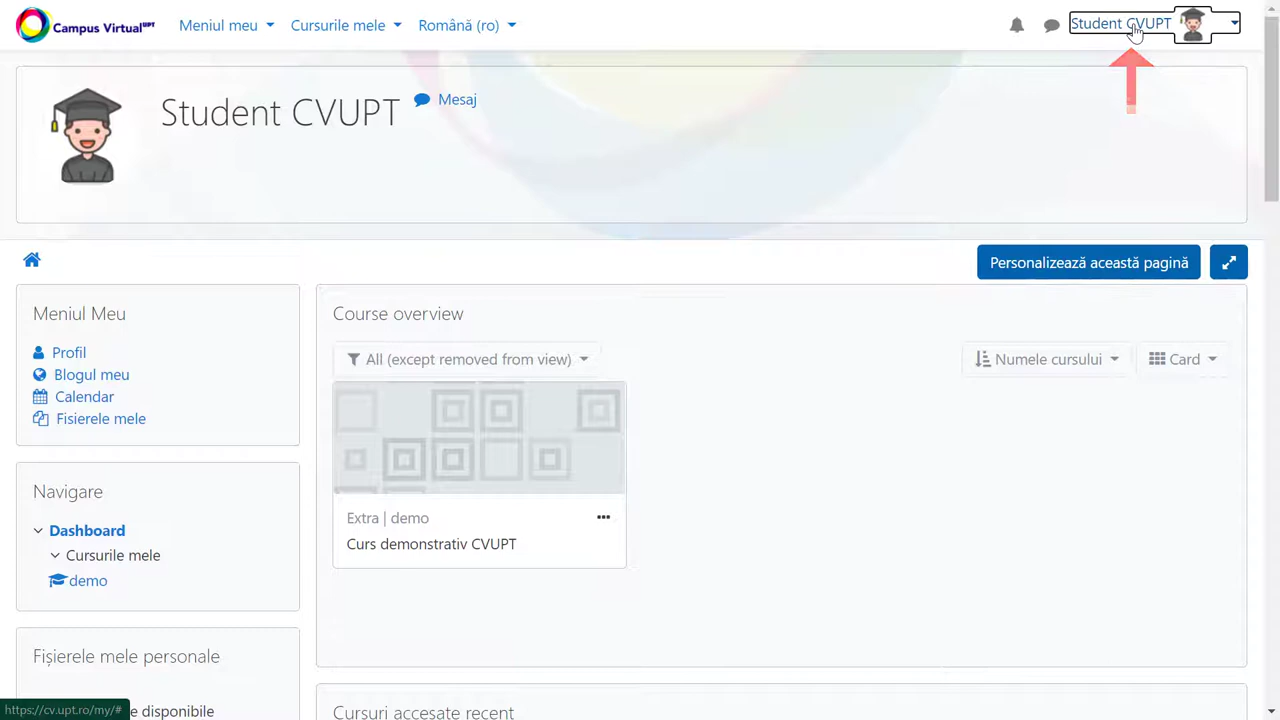 Campus Virtual UPT
Meniul meu
Cursurile mele
Română (ro)
Student CVUPT
Student CVUPT
Mesaj
Personalizează această pagină
Meniul Meu
Profil
Blogul meu
Calendar
Fisierele mele
Navigare
Dashboard
Cursurile mele
demo
Fișierele mele personale
e disponibile
Course overview
All (except removed from view)
Numele cursului
Card
Extra | demo
Curs demonstrativ CVUPT
Cursuri accesate recent
https://cv.upt.ro/my/#